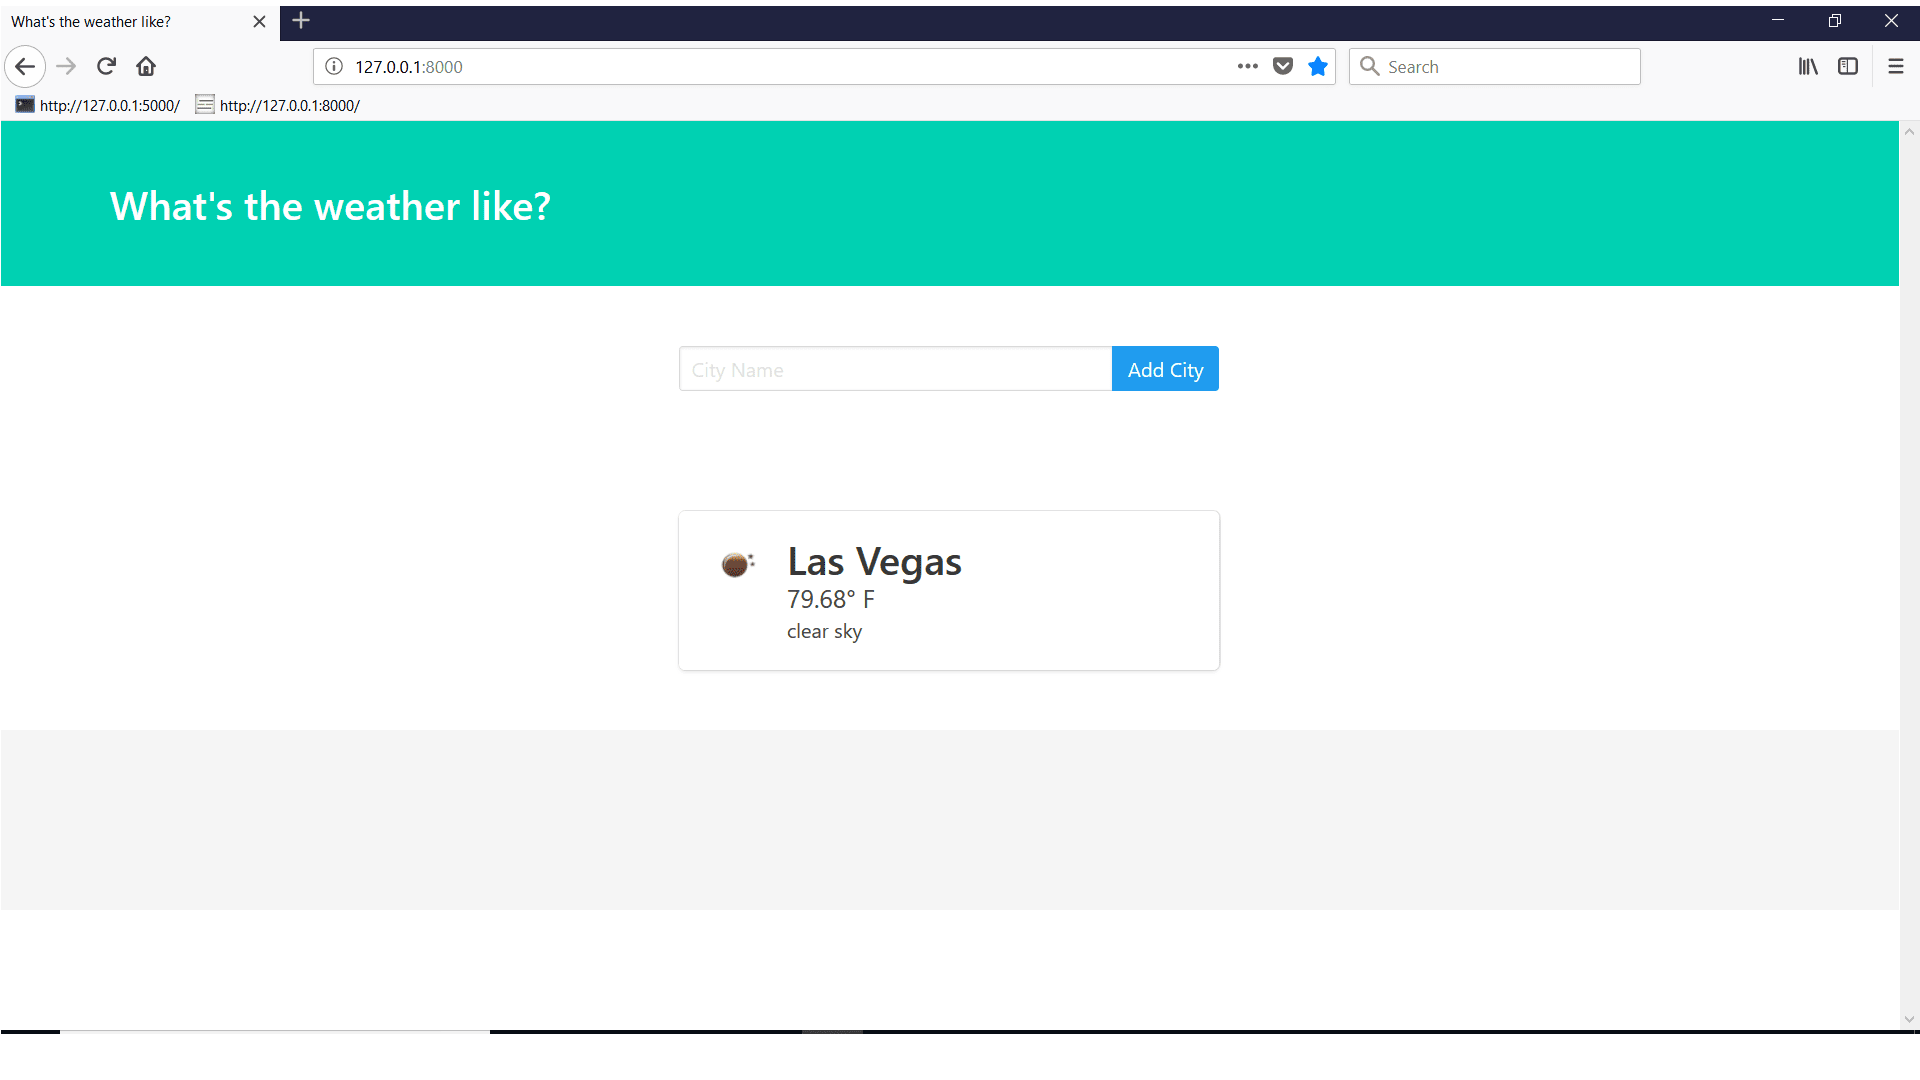 What's the weather like?
127.0.0.1:8000
Search
http://127.0.0.1:5000/
http://127.0.0.1:8000/
What's the weather like?
City Name
Add City
Las Vegas
79.68° F
clear sky